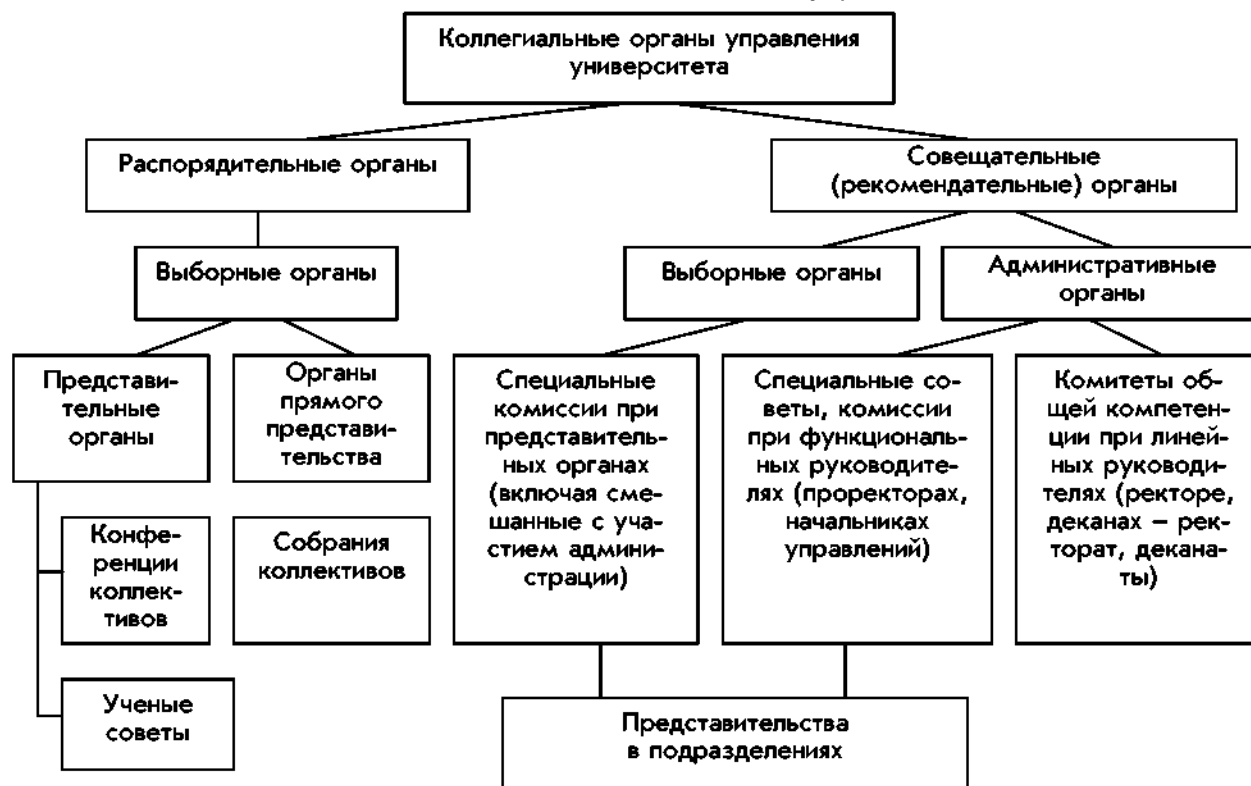 Коллегиальные органы управления
университета
Распорядительные органы
Совещательные
(рекомендательные) органы
Выборные органы
Выборные органы
Административные
органы
Представи-
тельные
органы
Органы
прямого
представи-
тельства
Специальные
комиссии при
представитель-
ных органах
(включая сме-
шанные с уча-
стием админи-
страции)
Специальные со-
веты, комиссии
при функциональ-
ных руководите-
лях (проректорах,
начальниках
управлений)
Комитеты об-
щей компетен-
ции при линей-
ных руководи-
телях (ректоре,
деканах – рек-
торат, декана-
ты)
Конфе-
ренции
коллек-
тивов
Собрания
коллективов
Ученые
советы
Представительства
в подразделениях